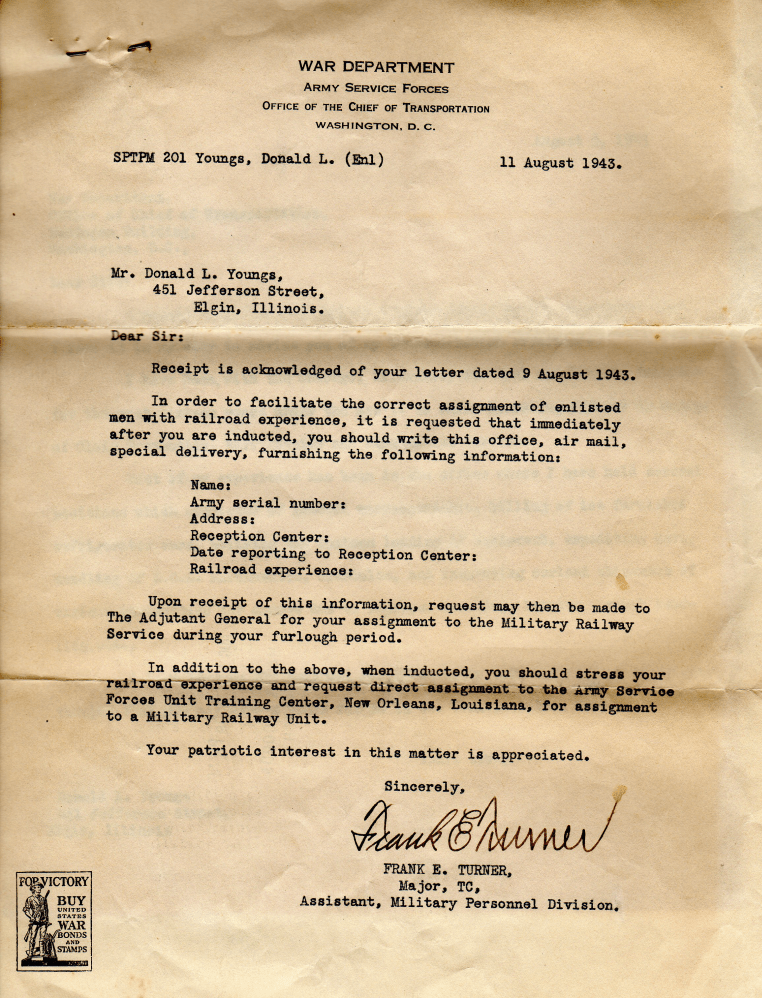 WAR DEPARTMENT
ARMY SERVICE FORCES
OFFICE OF THE CHIEF OF TRANSPORTATION
WASHINGTON, D. C.
SPTPM 201 Youngs, Donald L. (Enl)
11 August 1943.
Mr. Donald L. Youngs,
451 Jefferson Street,
Elgin, Illinois.
Dear Sir:
Receipt is acknowledged of your letter dated 9 August 1943.
In order to facilitate the correct assignment of enlisted
men with railroad experience, it is requested that immediately
after you are inducted, you should write this office, air mail,
special delivery, furnishing the following information:
Name:
Army serial number:
Address:
Reception Center:
Date reporting to Reception Center:
Railroad experience:
Upon receipt of this information, request may then be made to
The Adjutant General for your assignment to the Military Railway
Service during your furlough period.
In addition to the above, when inducted, you should stress your
railroad experience and request direct assignment to the Army Service
Forces Unit Training Center, New Orleans, Louisiana, for assignment
to a Military Railway Unit.
Your patriotic interest in this matter is appreciated.
Sincerely,
Frank E Turner
FRANK E. TURNER,
Major, TC,
Assistant, Military Personnel Division.
FOR VICTORY
BUY
UNITED
STATES
WAR
BONDS
AND
STAMPS